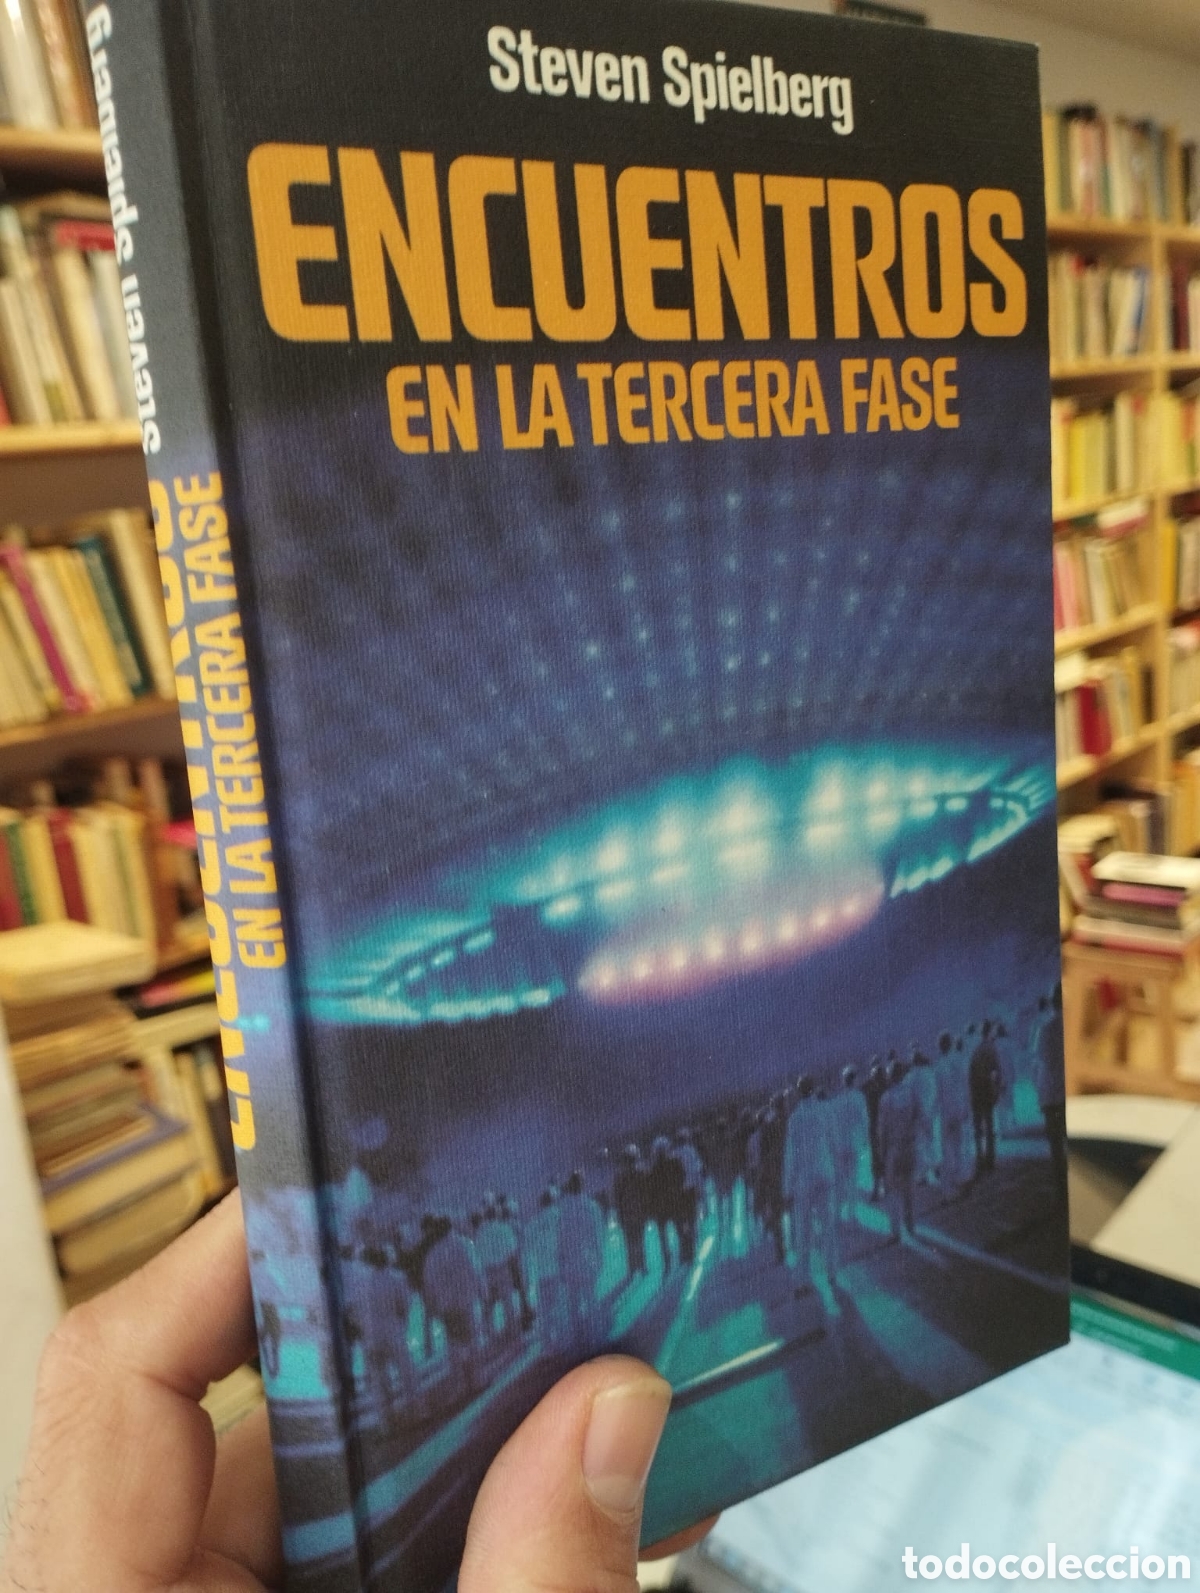 Steven Spielberg
ENCUENTROS
EN LA TERCERA FASE
Steven Spielberg
ENCUENTROS
EN LA TERCERA FASE
todocoleccion